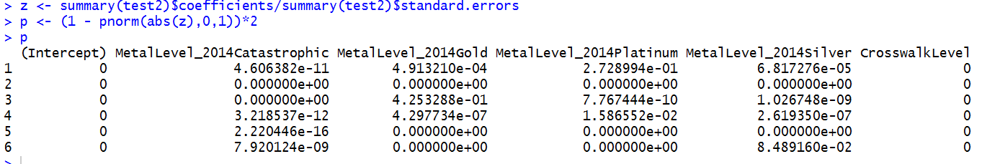 > z <- summary(test2)$coefficients/summary(test2)$standard.errors
> p <- (1 - pnorm(abs(z),0,1))*2
> p
  (Intercept) MetalLevel_2014Catastrophic MetalLevel_2014Gold MetalLevel_2014Platinum MetalLevel_2014Silver CrosswalkLevel
1           0                4.606382e-11        4.913210e-04            2.728994e-01          6.817276e-05              0
2           0                0.000000e+00        0.000000e+00            0.000000e+00          0.000000e+00              0
3           0                0.000000e+00        4.253288e-01            7.767444e-10          1.026748e-09              0
4           0                3.218537e-12        4.297734e-07            1.586552e-02          2.619350e-07              0
5           0                2.220446e-16        0.000000e+00            0.000000e+00          0.000000e+00              0
6           0                7.920124e-09        0.000000e+00            0.000000e+00          8.489160e-02              0
>